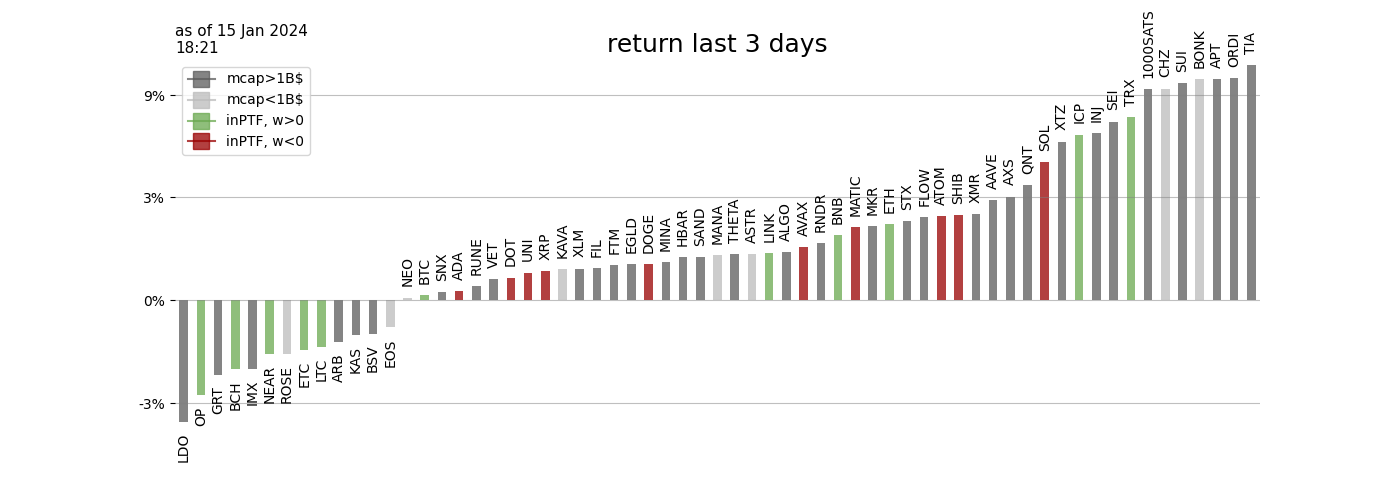 as of 15 Jan 2024
18:21
return last 3 days
mcap>1B$
mcap<1B$
inPTF, w>0
inPTF, w<0
9%
3%
0%
-3%
LDO
OP
GRT
BCH
IMX
NEAR
ROSE
ETC
LTC
ARB
KAS
BSV
EOS
NEO
BTC
SNX
ADA
RUNE
VET
DOT
UNI
XRP
KAVA
XLM
FIL
FTM
EGLD
DOGE
MINA
HBAR
SAND
MANA
THETA
ASTR
LINK
ALGO
AVAX
RNDR
BNB
MATIC
MKR
ETH
STX
FLOW
ATOM
SHIB
XMR
AAVE
AXS
QNT
SOL
XTZ
ICP
INJ
SEI
TRX
1000SATS
CHZ
SUI
BONK
APT
ORDI
TIA